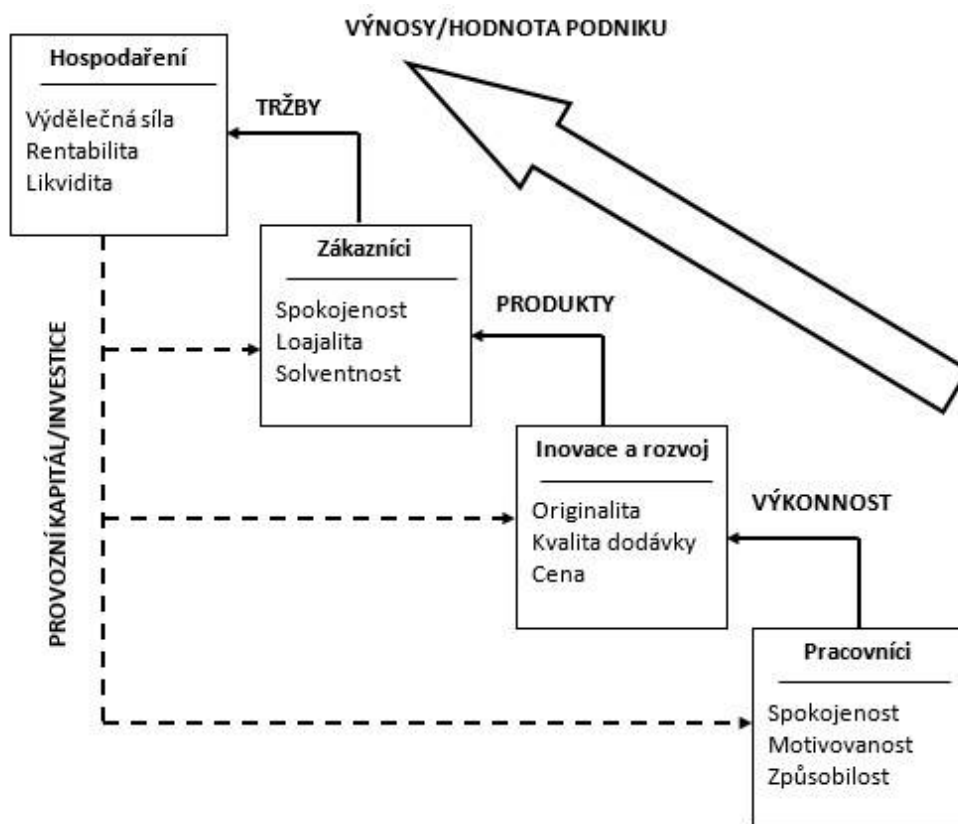 VÝNOSY/HODNOTA PODNIKU
Hospodaření
Výdělečná síla
Rentabilita
Likvidita
TRŽBY
Zákazníci
Spokojenost
Loajalita
Solventnost
PRODUKTY
Inovace a rozvoj
Originalita
Kvalita dodávky
Cena
VÝKONNOST
Pracovníci
Spokojenost
Motivovanost
Způsobilost
PROVOZNÍ KAPITÁL/INVESTICE